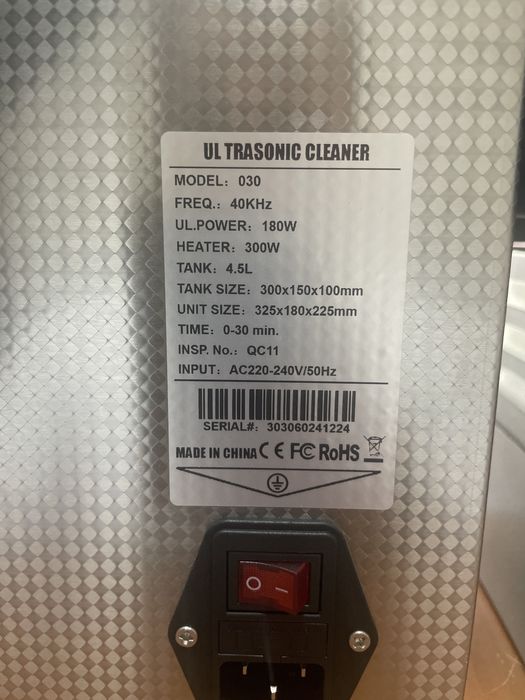 UL TRASONIC CLEANER
MODEL: 030
FREQ.: 40KHz
UL.POWER: 180W
HEATER: 300W
TANK: 4.5L
TANK SIZE: 300x150x100mm
UNIT SIZE: 325x180x225mm
TIME: 0-30 min.
INSP. No.: QC11
INPUT: AC220-240V/50Hz
SERIAL#: 303060241224
MADE IN CHINA CE FC RoHS